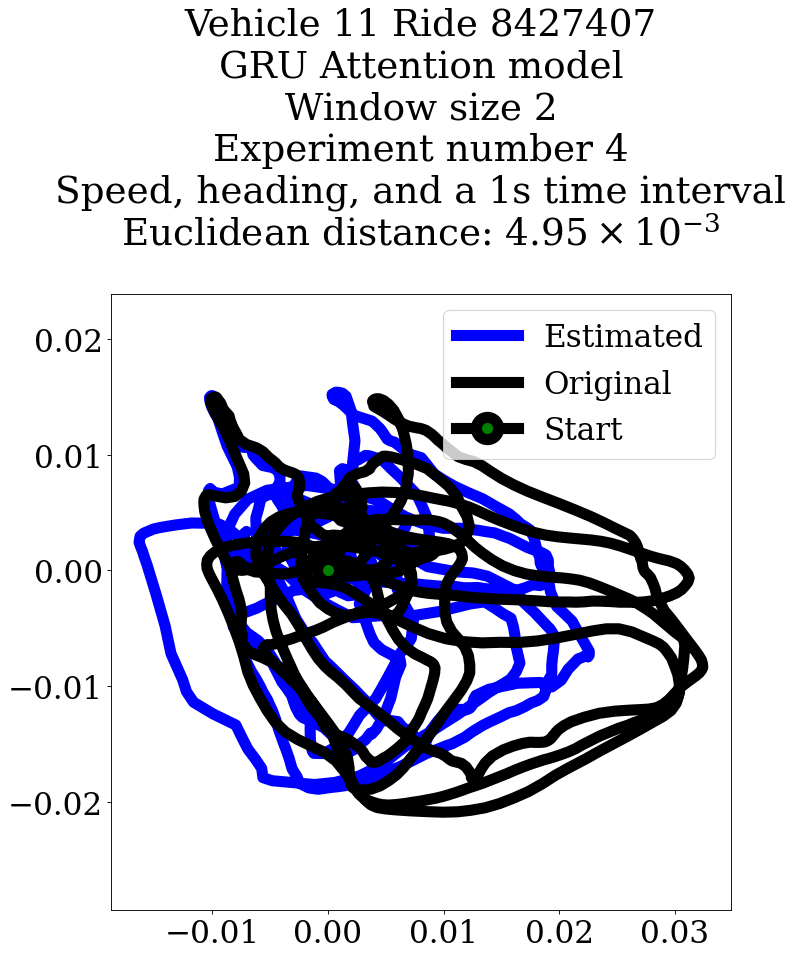 Vehicle 11 Ride 8427407
GRU Attention model
Window size 2
Experiment number 4
Speed, heading, and a 1s time interval
Euclidean distance: 4.95 × 10⁻³
Estimated
Original
Start
0.02
0.01
0.00
−0.01
−0.02
−0.01 0.00 0.01 0.02 0.03